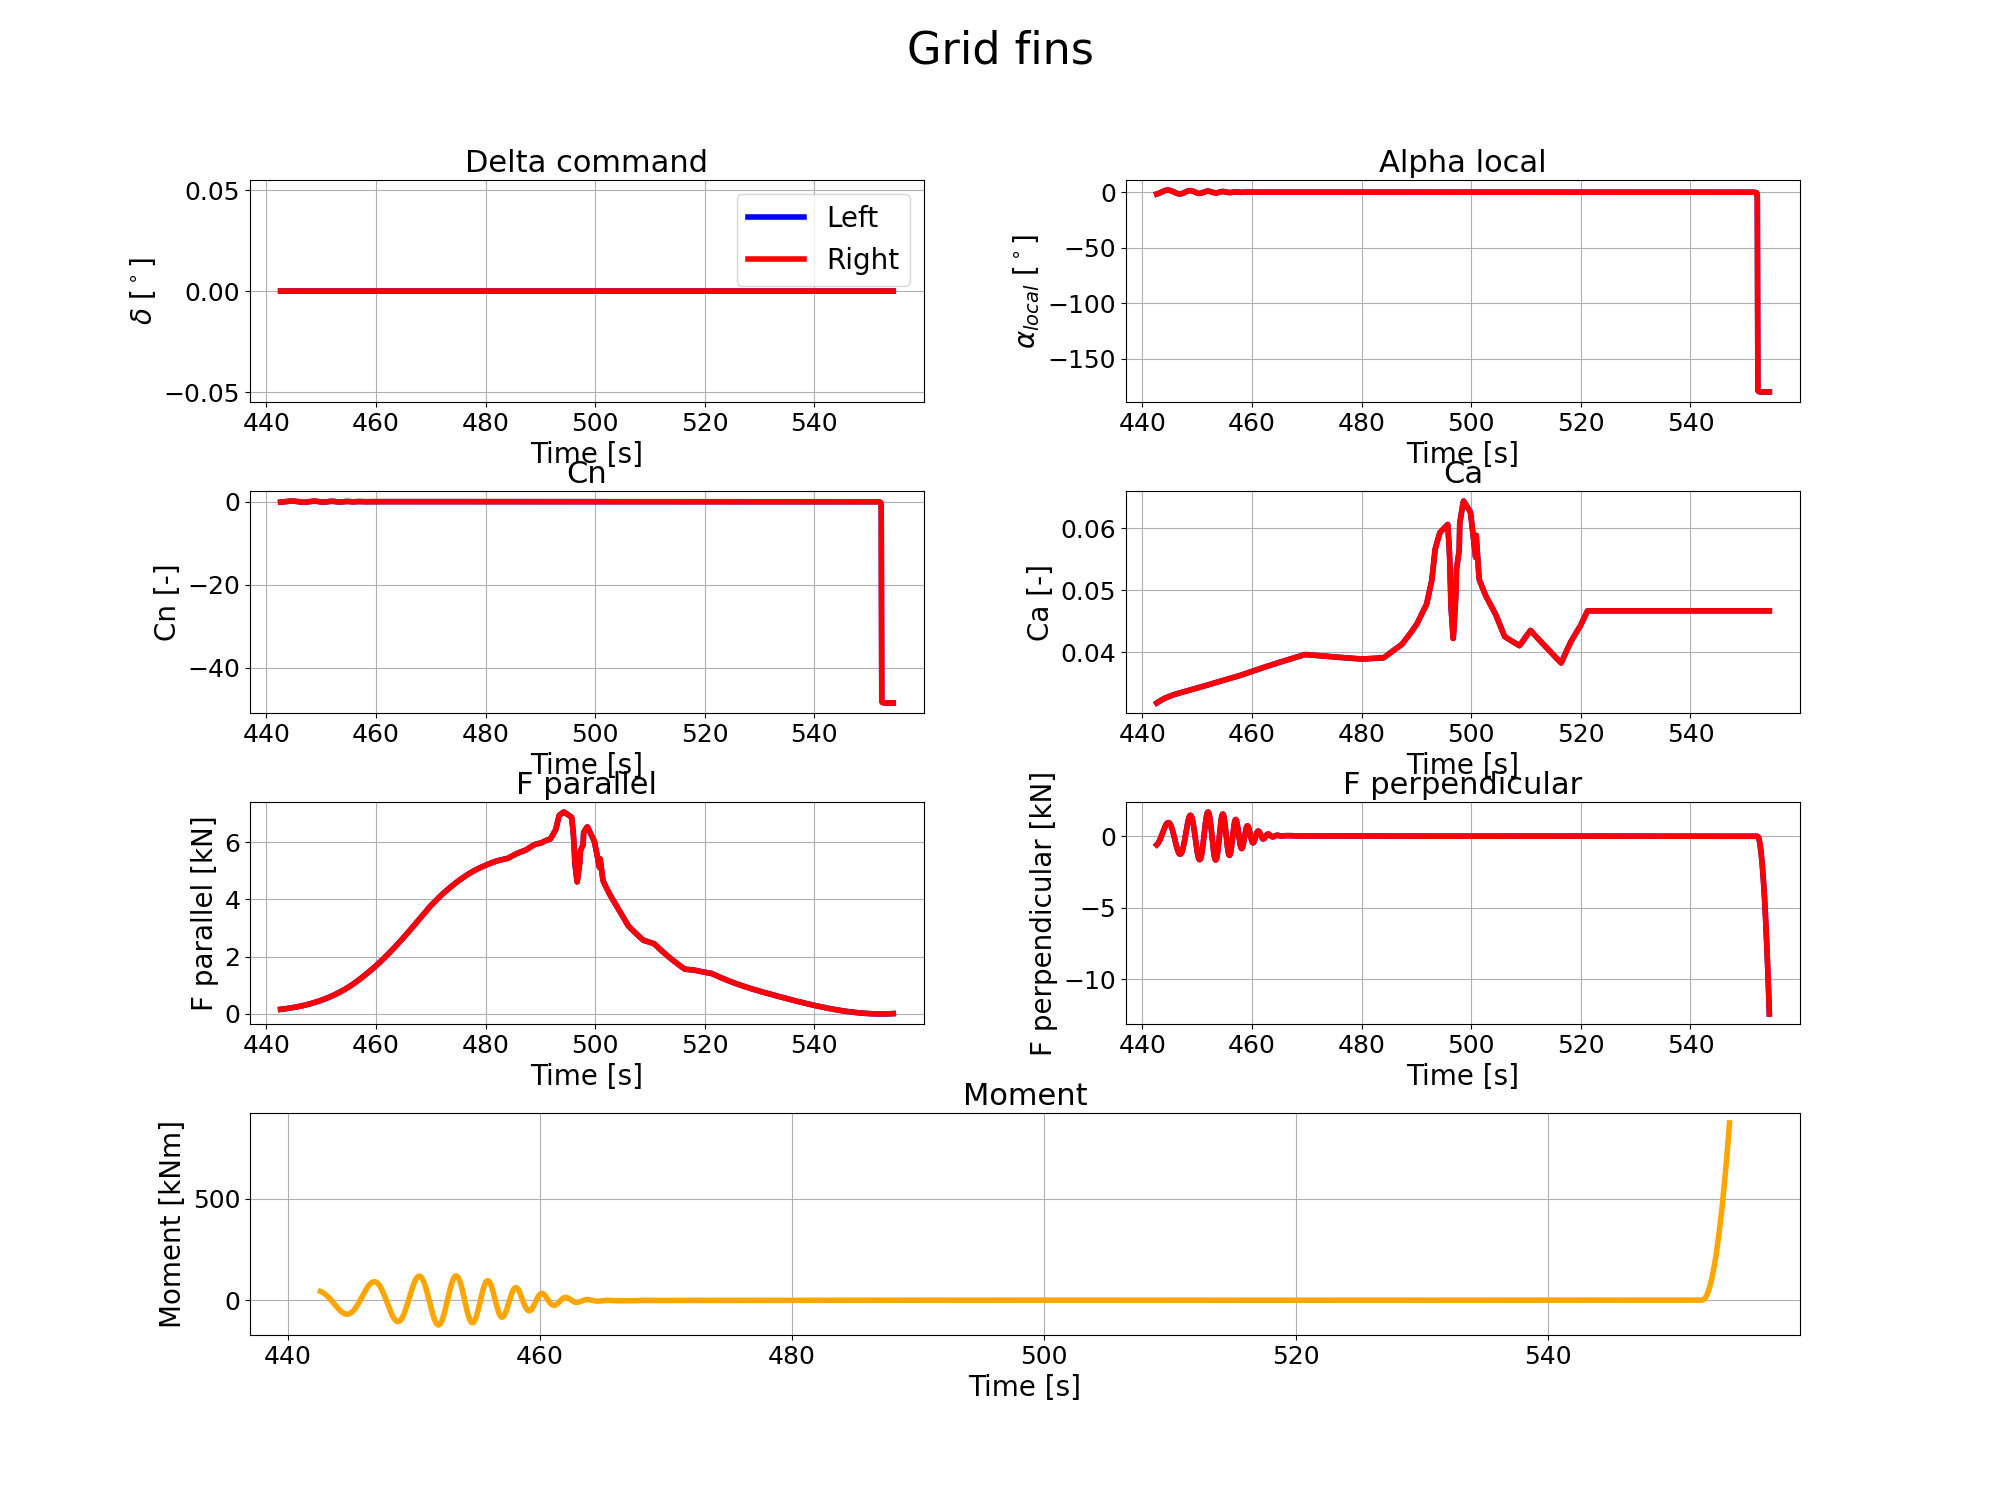 Grid fins
Delta command
δ [°]
0.05
0.00
−0.05
Left
Right
440 460 480 500 520 540
Time [s]
Alpha local
α_local [°]
0
−50
−100
−150
440 460 480 500 520 540
Time [s]
Cn
Cn [-]
0
−20
−40
440 460 480 500 520 540
Time [s]
Ca
Ca [-]
0.06
0.05
0.04
440 460 480 500 520 540
Time [s]
F parallel
F parallel [kN]
6
4
2
0
440 460 480 500 520 540
Time [s]
F perpendicular
F perpendicular [kN]
0
−5
−10
440 460 480 500 520 540
Time [s]
Moment
Moment [kNm]
500
0
440 460 480 500 520 540
Time [s]